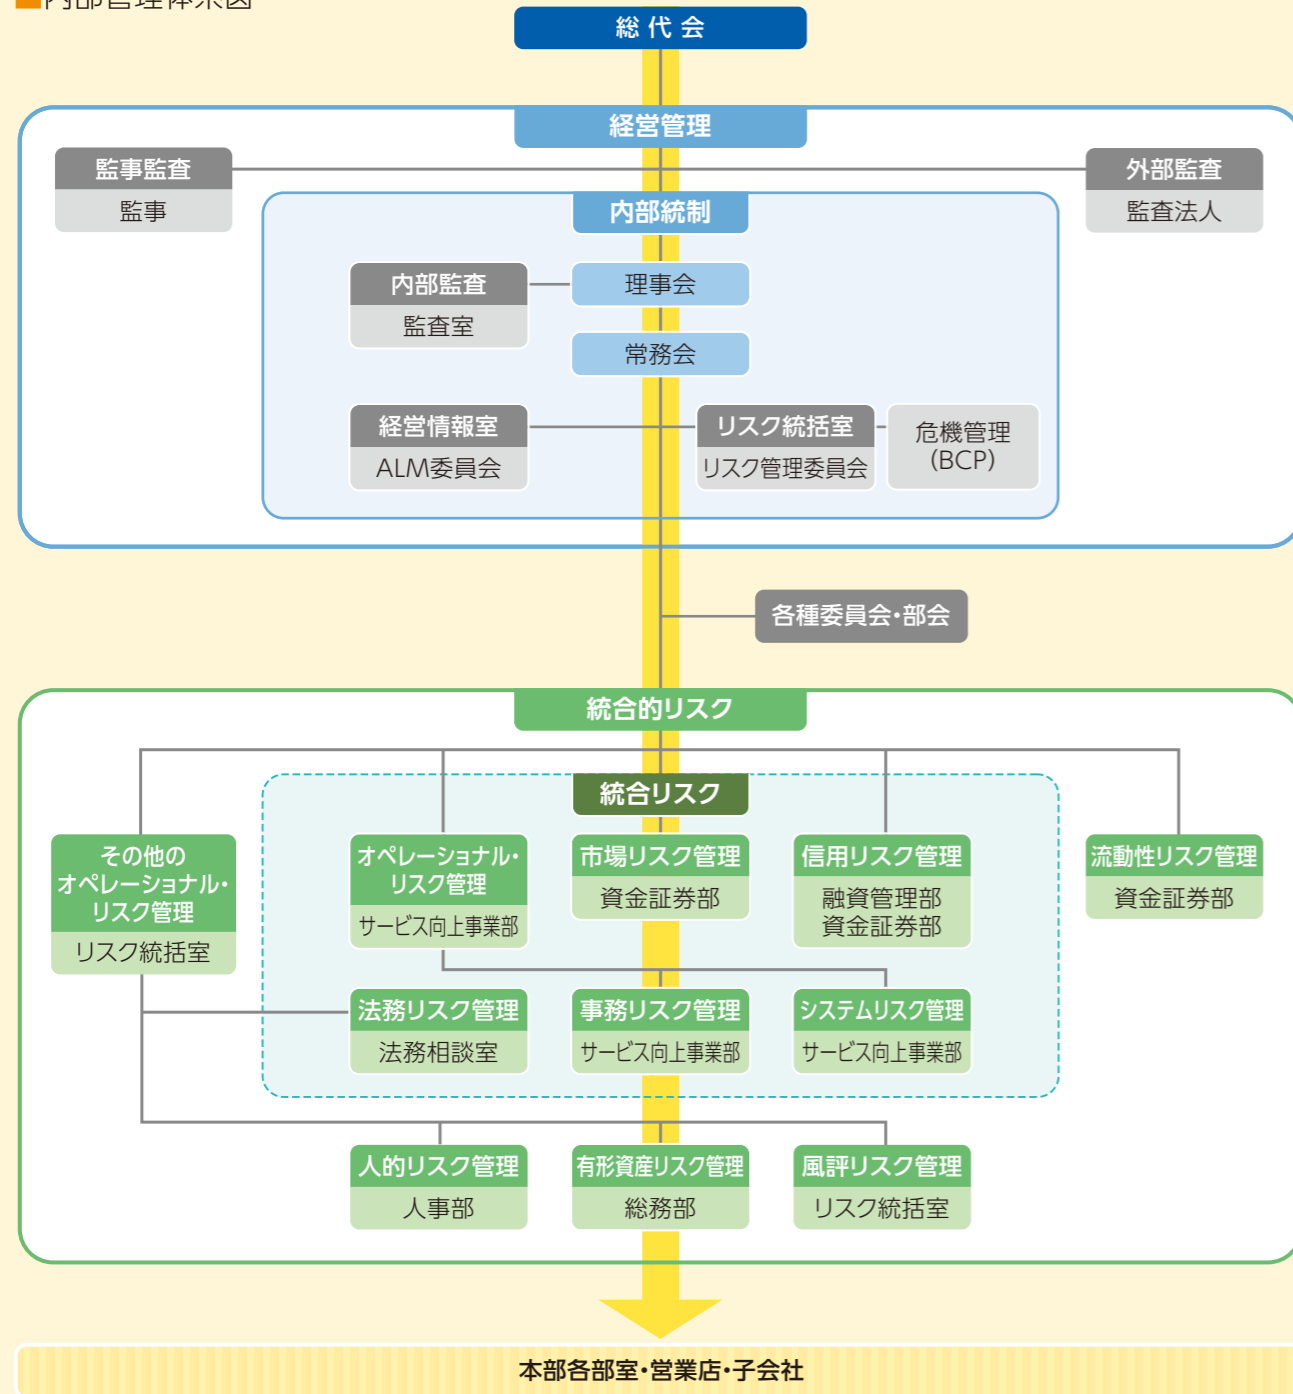 ■内部管理体系図
総代会
経営管理
監事監査
監事
外部監査
監査法人
内部統制
内部監査
監査室
理事会
常務会
経営情報室
ALM委員会
リスク統括室
リスク管理委員会
危機管理
(BCP)
各種委員会・部会
統合的リスク
統合リスク
その他の
オペレーショナル・
リスク管理
リスク統括室
オペレーショナル・
リスク管理
サービス向上事業部
市場リスク管理
資金証券部
信用リスク管理
融資管理部
資金証券部
流動性リスク管理
資金証券部
法務リスク管理
法務相談室
事務リスク管理
サービス向上事業部
システムリスク管理
サービス向上事業部
人的リスク管理
人事部
有形資産リスク管理
総務部
風評リスク管理
リスク統括室
本部各部室・営業店・子会社